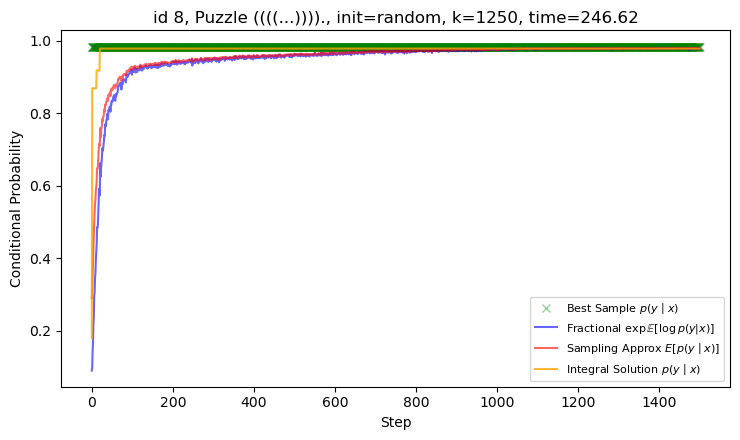 id 8, Puzzle ((((...))))., init=random, k=1250, time=246.62
Conditional Probability
1.0
0.8
0.6
0.4
0.2
Best Sample p(y | x)
Fractional exp𝔼[log p(y|x)]
Sampling Approx E[p(y | x)]
Integral Solution p(y | x)
0 200 400 600 800 1000 1200 1400
Step